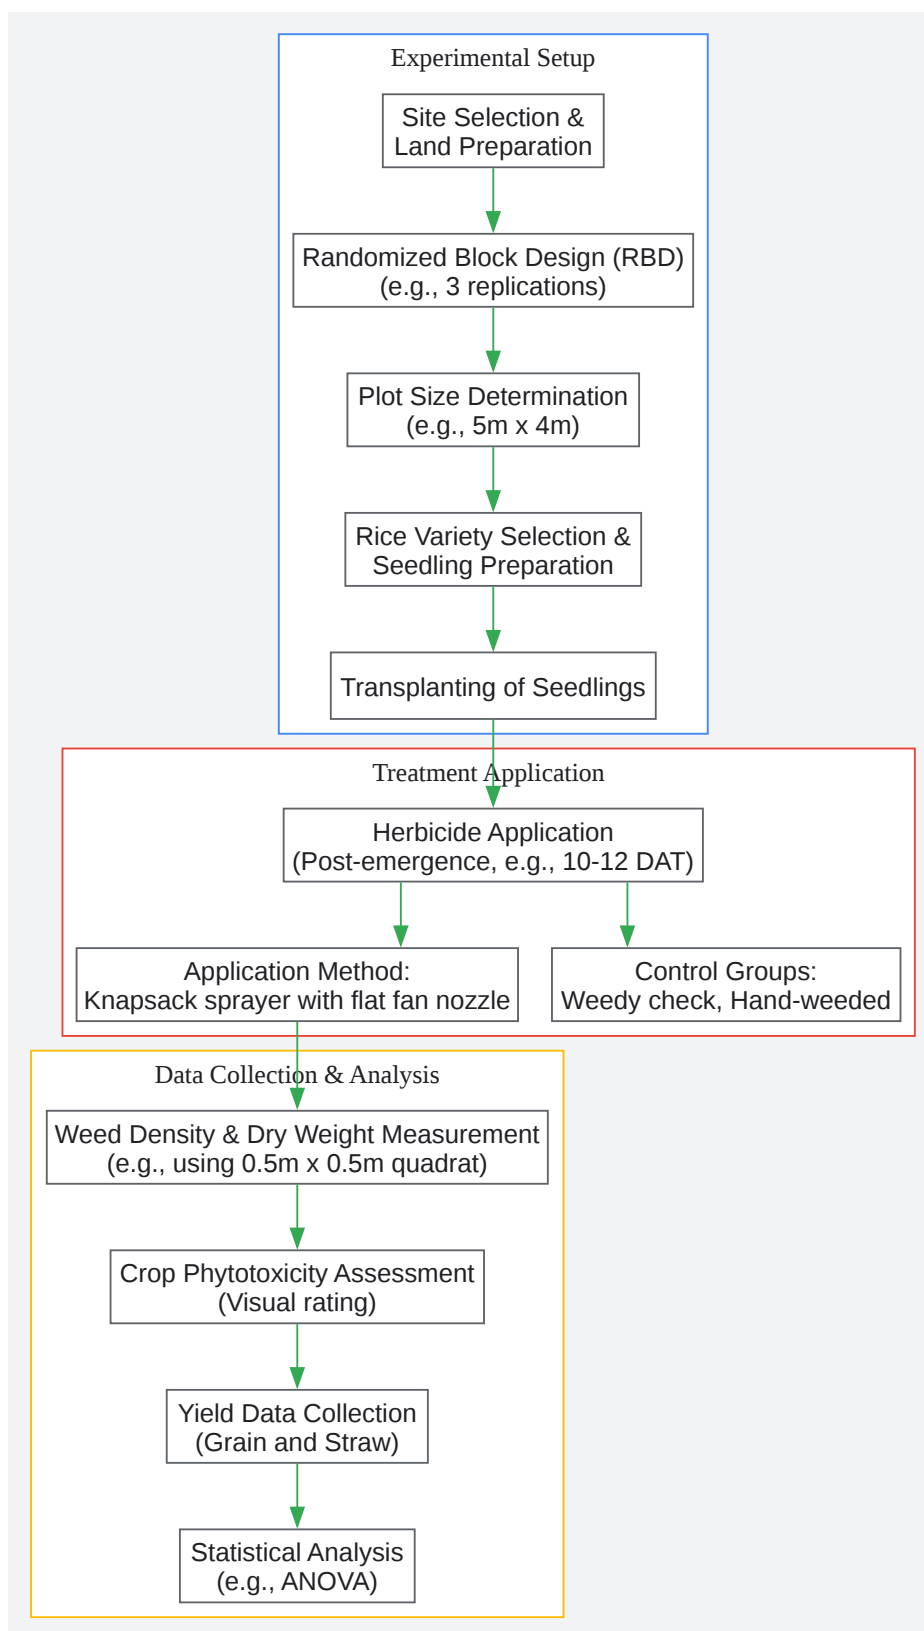 Experimental Setup
Site Selection &
Land Preparation
Randomized Block Design (RBD)
(e.g., 3 replications)
Plot Size Determination
(e.g., 5m x 4m)
Rice Variety Selection &
Seedling Preparation
Transplanting of Seedlings
Treatment Application
Herbicide Application
(Post-emergence, e.g., 10-12 DAT)
Application Method:
Knapsack sprayer with flat fan nozzle
Control Groups:
Weedy check, Hand-weeded
Data Collection & Analysis
Weed Density & Dry Weight Measurement
(e.g., using 0.5m x 0.5m quadrat)
Crop Phytotoxicity Assessment
(Visual rating)
Yield Data Collection
(Grain and Straw)
Statistical Analysis
(e.g., ANOVA)